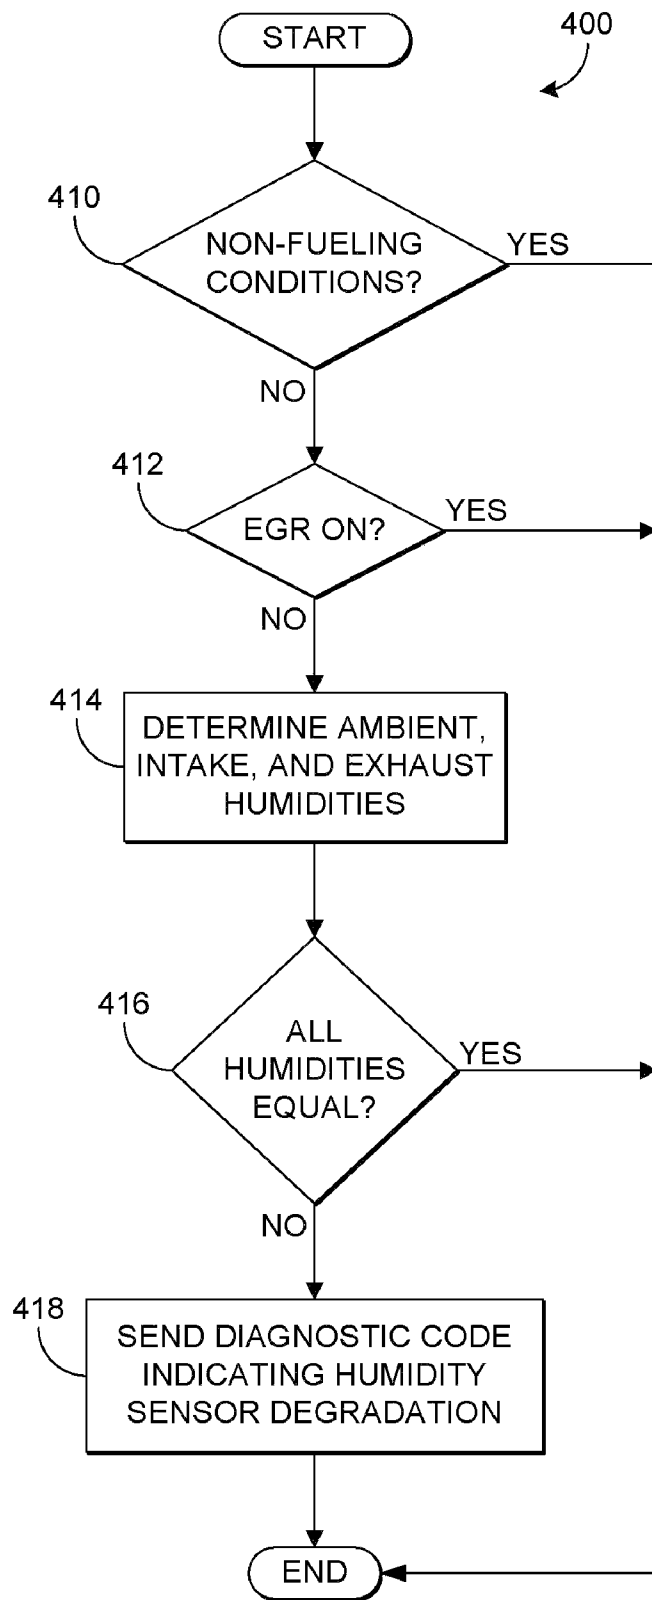 START
400
410
NON-FUELING
CONDITIONS?
YES
NO
412
EGR ON?
YES
NO
414
DETERMINE AMBIENT,
INTAKE, AND EXHAUST
HUMIDITIES
416
ALL
HUMIDITIES
EQUAL?
YES
NO
418
SEND DIAGNOSTIC CODE
INDICATING HUMIDITY
SENSOR DEGRADATION
END